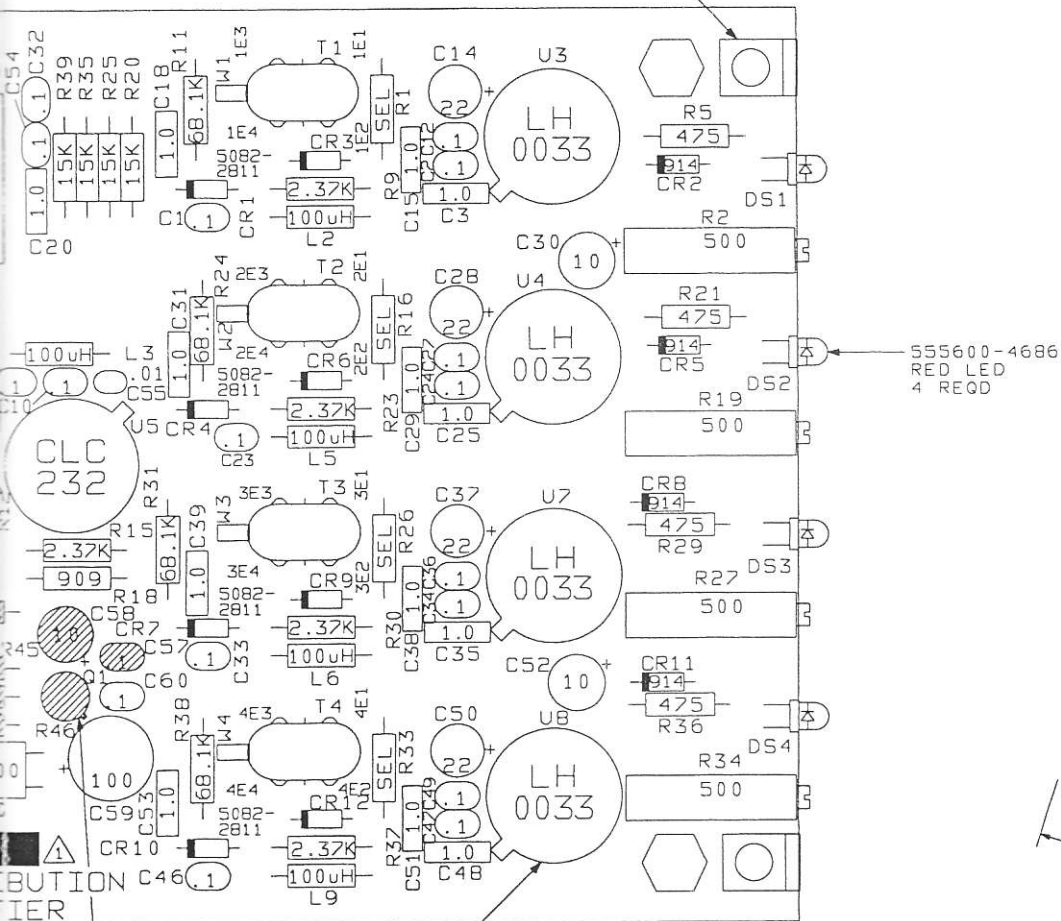 C54
C32
R39
R35
R25
R20
C18
R11
W1
1E3
T1
1E1
C14
U3
.1
.1
15K
15K
15K
15K
1.0
68.1K
1.0
C20
1E4
5082-
2811
CR3
1E2
SEL
R1
2.37K
R9
100uH
L2
C1
.1
CR1
22
+
C12
.1
C2
.1
1.0
C15
1.0
C3
LH
0033
R5
475
914
CR2
DS1
R2
500
C30
+
10
R24
2E3
T2
2E1
C28
U4
C31
1.0
68.1K
W2
2E4
5082-
2811
CR6
2E2
SEL
R16
2.37K
R23
100uH
L5
CR4
.1
C23
22
+
C27
.1
C24
.1
1.0
C29
1.0
C25
LH
0033
R21
475
914
CR5
DS2
555600-4686
RED LED
4 REQD
R19
500
100uH
L3
.1
.1
.01
C10
C55
U5
CLC
232
R31
R15
2.37K
909
R18
68.1K
C39
1.0
W3
3E3
T3
3E1
C37
U7
3E4
5082-
2811
CR9
3E2
SEL
R26
2.37K
R30
100uH
L6
CR7
.1
C33
22
+
C36
.1
C34
.1
1.0
C38
1.0
C35
LH
0033
CR8
914
475
R29
DS3
R27
500
C52
+
10
C58
10
+
C57
.1
R45
Q1
C60
.1
R46
+
100
C59
C53
1.0
R38
68.1K
W4
4E3
T4
4E1
C50
U8
4E4
5082-
2811
CR1
4E2
SEL
R33
2.37K
R37
100uH
L9
CR10
C46
.1
22
+
C49
.1
C47
.1
1.0
C51
1.0
C48
LH
0033
CR11
914
475
R36
DS4
R34
500
1
IBUTION
IER